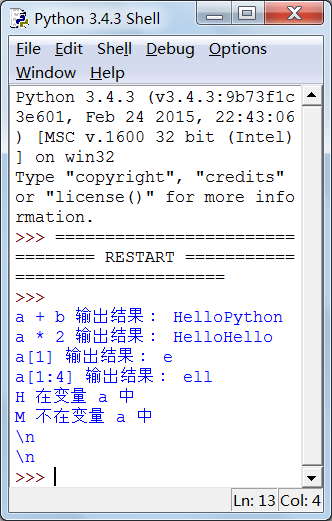 Python 3.4.3 Shell
File Edit Shell Debug Options
Window Help
Python 3.4.3 (v3.4.3:9b73f1c
3e601, Feb 24 2015, 22:43:06
) [MSC v.1600 32 bit (Intel)
] on win32
Type "copyright", "credits"
or "license()" for more info
rmation.
>>> ========================
======== RESTART ===========
=====================
>>>
a + b 输出结果： HelloPython
a * 2 输出结果： HelloHello
a[1] 输出结果： e
a[1:4] 输出结果： ell
H 在变量 a 中
M 不在变量 a 中
\n
\n
>>>
Ln: 13 Col: 4